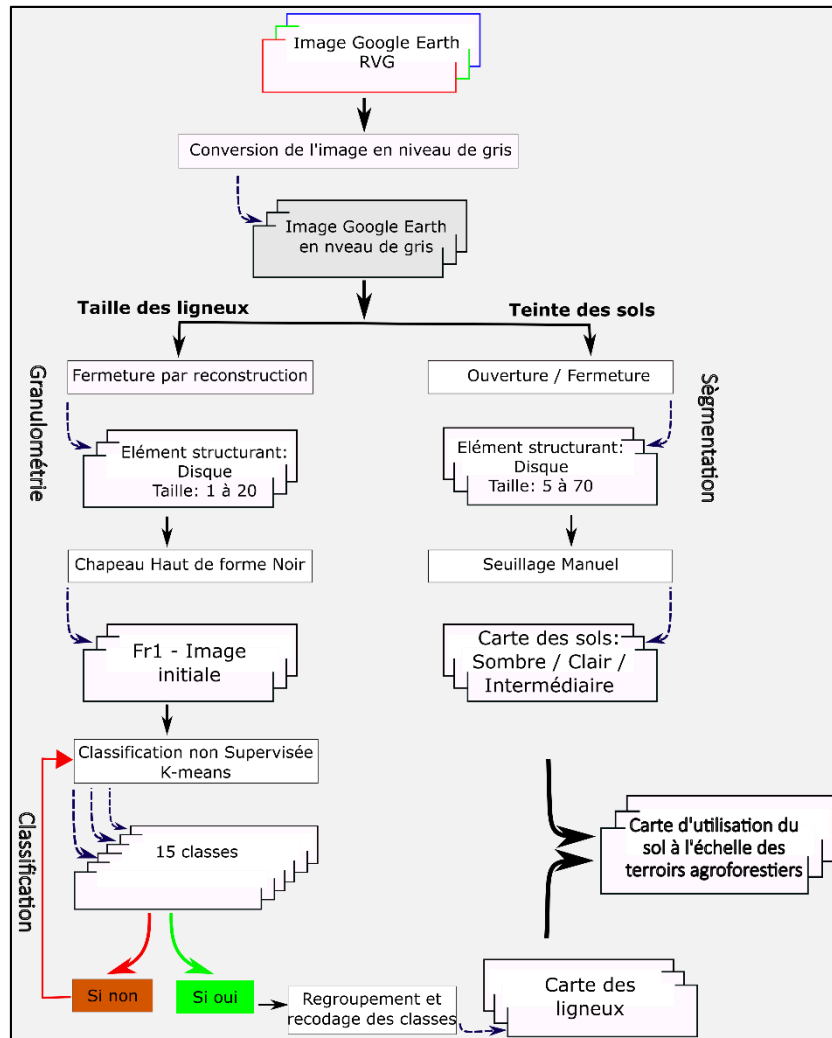 Image Google Earth
RVG
Conversion de l'image en niveau de gris
Image Google Earth
en nveau de gris
Taille des ligneux
Teinte des sols
Granulométrie
Fermeture par reconstruction
Elément structurant:
Disque
Taille: 1 à 20
Chapeau Haut de forme Noir
Fr1 - Image
initiale
Ouverture / Fermeture
Sègmentation
Elément structurant:
Disque
Taille: 5 à 70
Seuillage Manuel
Carte des sols:
Sombre / Clair /
Intermédiaire
Classification
Classification non Supervisée
K-means
15 classes
Si non
Si oui
Regroupement et
recodage des classes
Carte des
ligneux
Carte d'utilisation du
sol à l'échelle des
terroirs agroforestiers